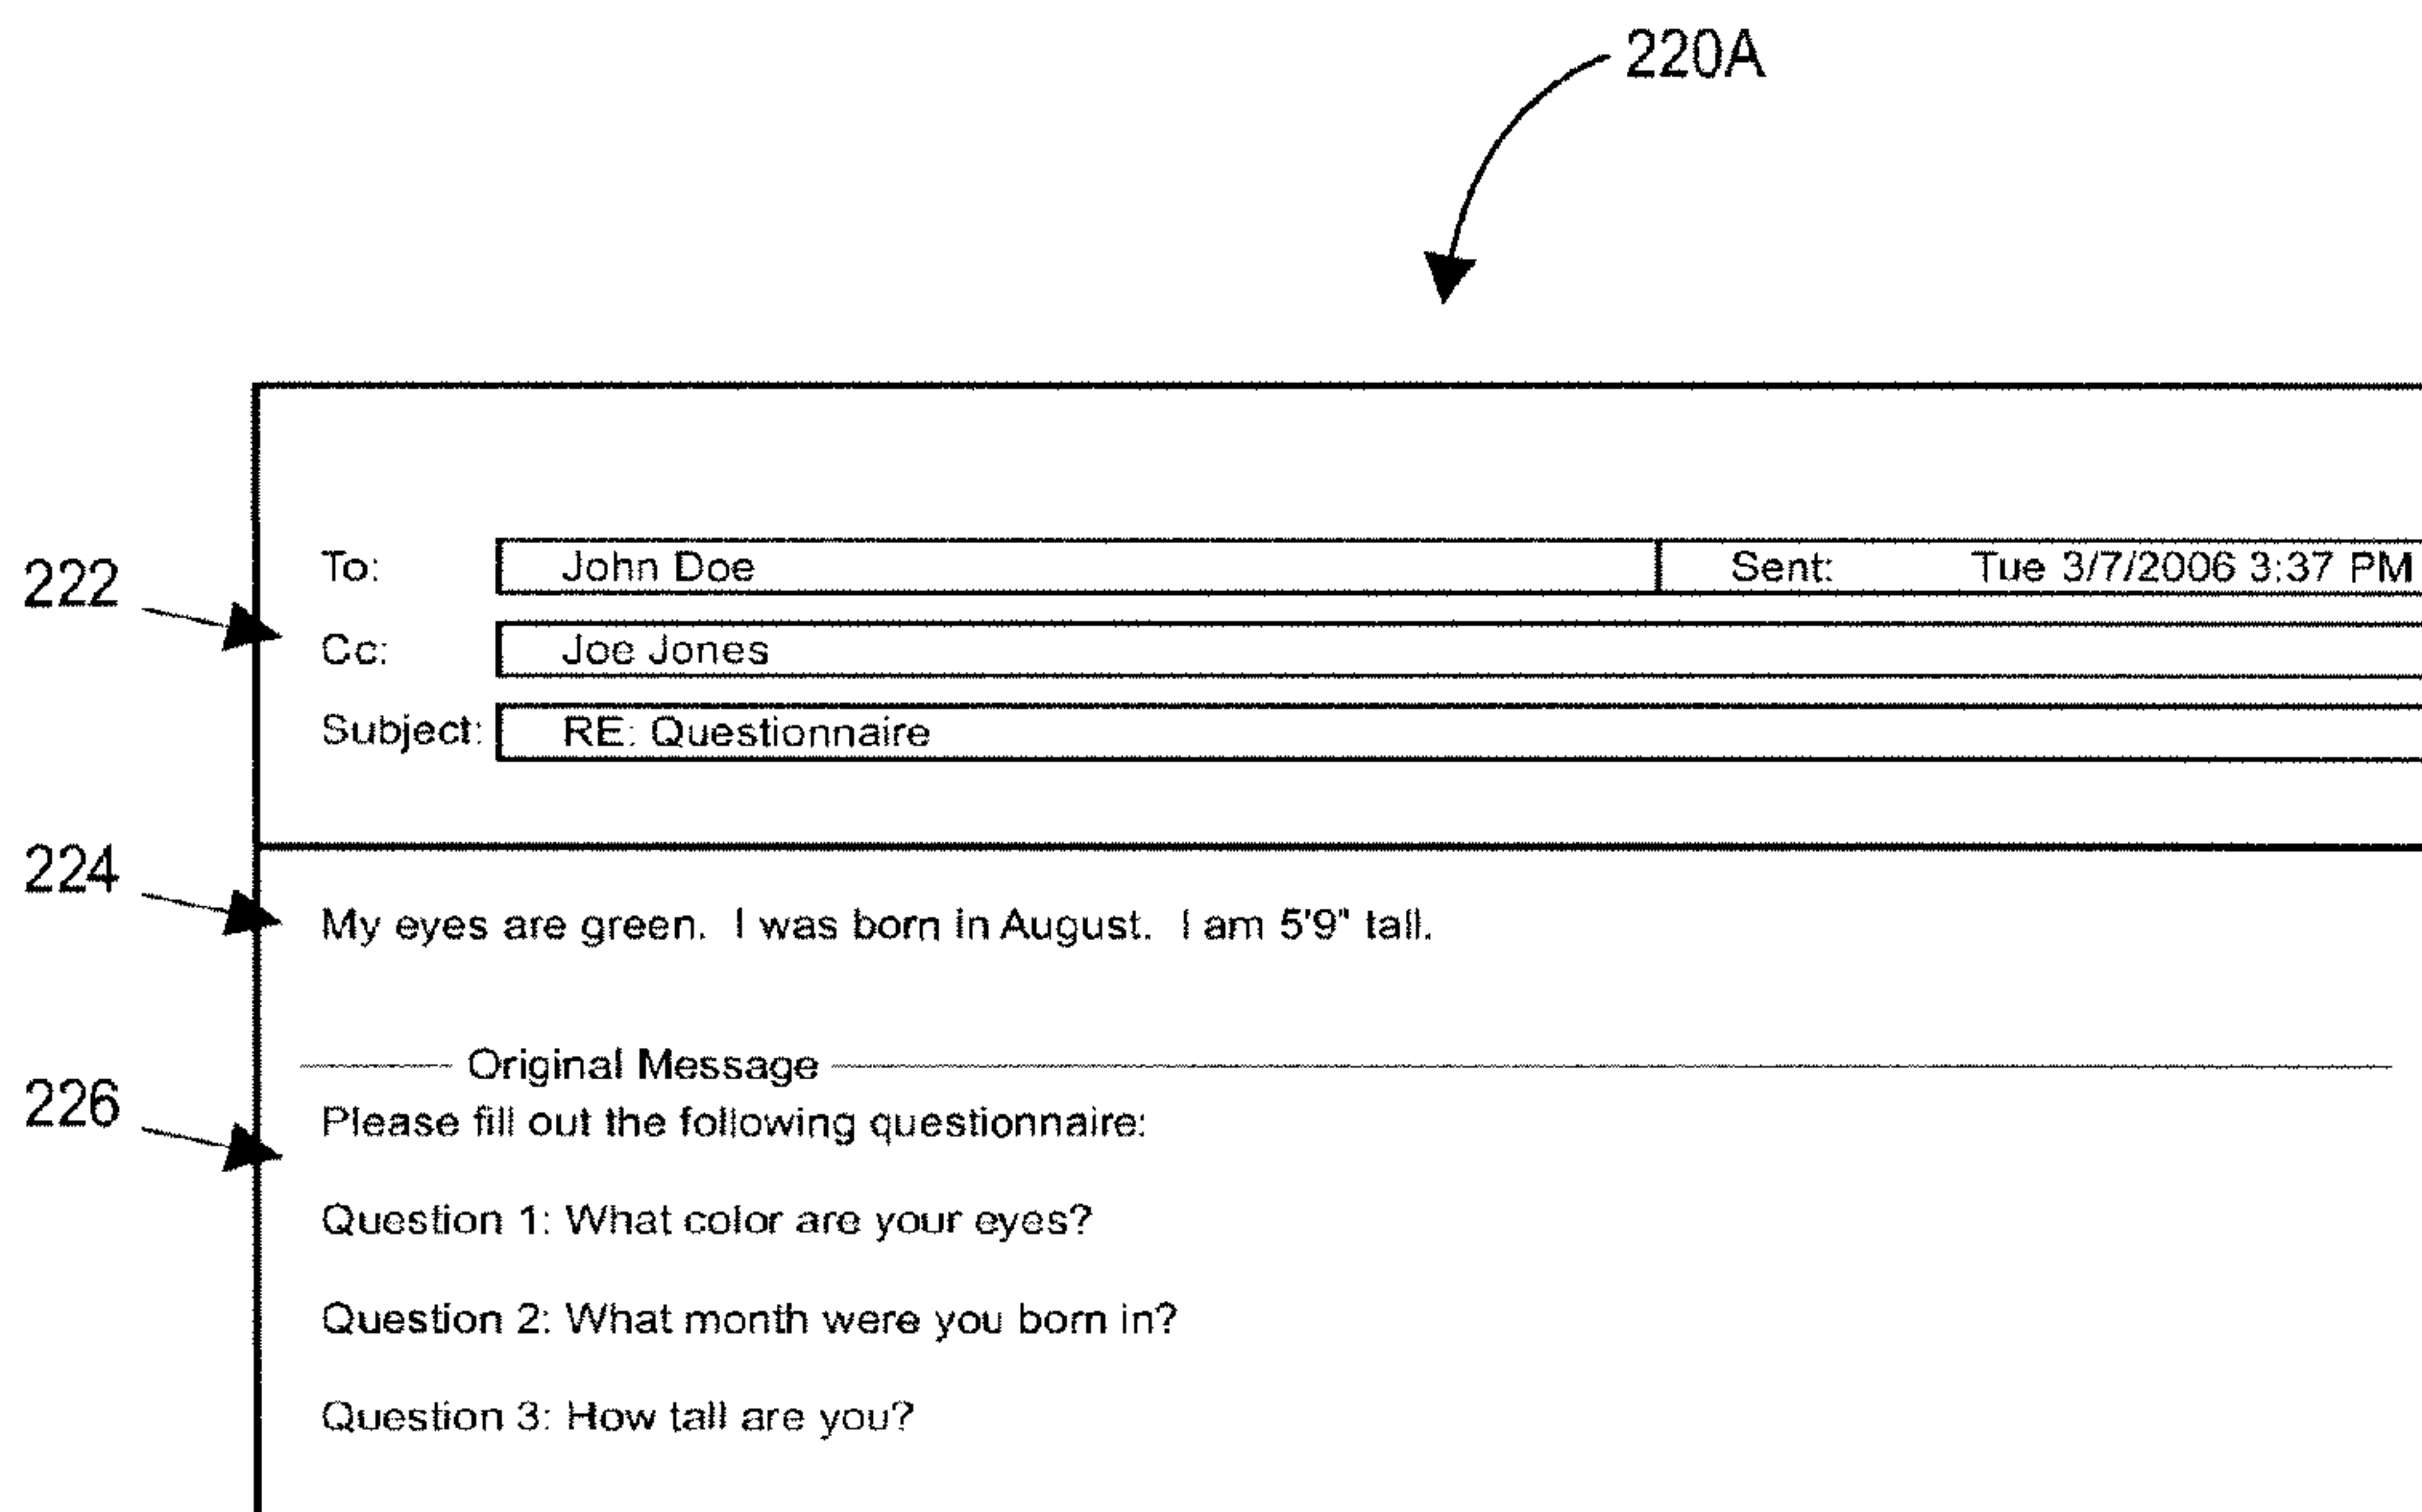 220A
To: John Doe Sent: Tue 3/7/2006 3:37 PM
222
Cc: Joe Jones
Subject: RE: Questionnaire
224
My eyes are green. I was born in August. I am 5'9" tall.
Original Message
226
Please fill out the following questionnaire:
Question 1: What color are your eyes?
Question 2: What month were you born in?
Question 3: How tall are you?